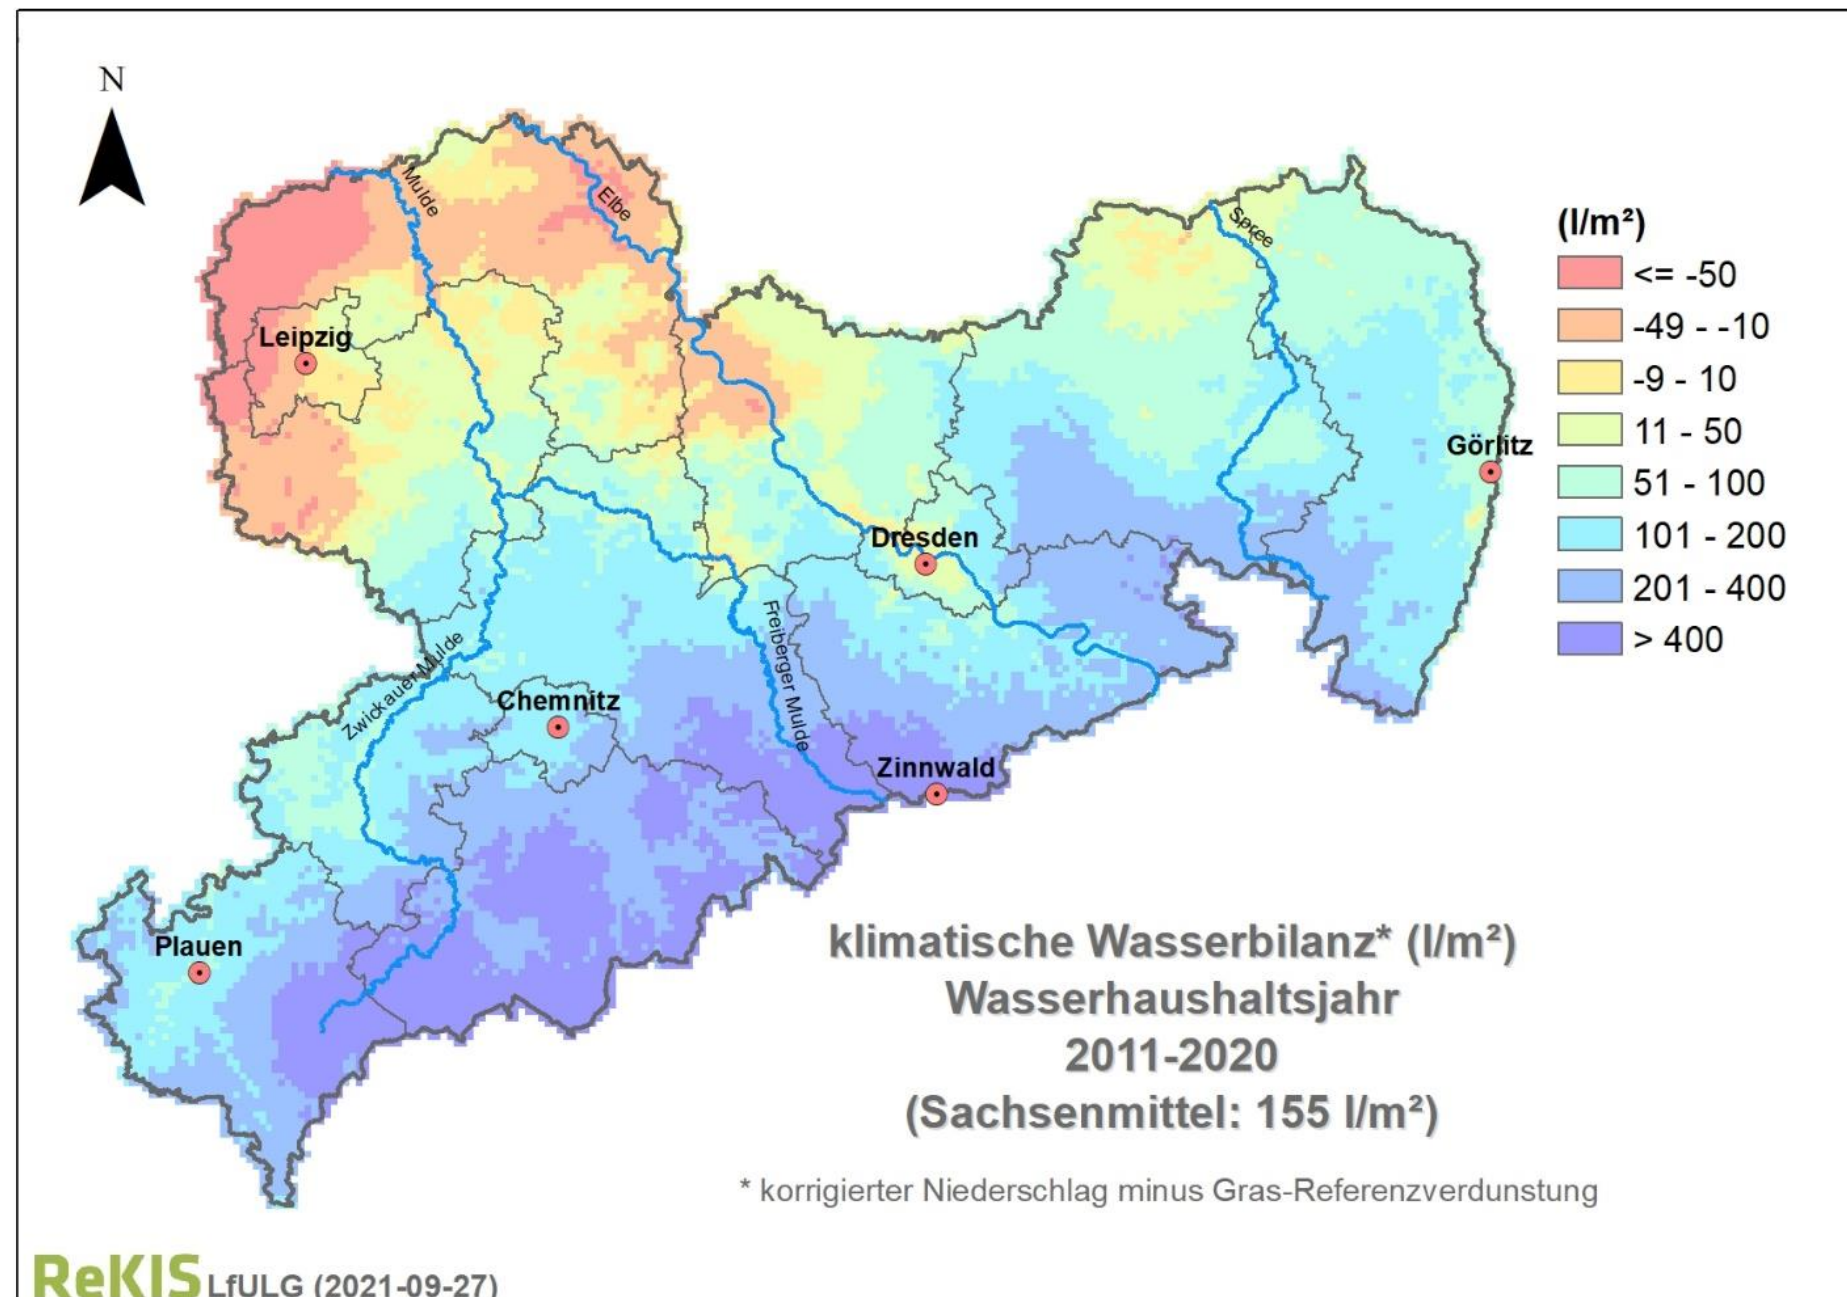 N
Mulde
Elbe
Spree
Leipzig
Görlitz
Dresden
Freiberger Mulde
Zwickauer Mulde
Chemnitz
Zinnwald
Plauen
(l/m²)
<= -50
-49 - -10
-9 - 10
11 - 50
51 - 100
101 - 200
201 - 400
> 400
klimatische Wasserbilanz* (l/m²)
Wasserhaushaltsjahr
2011-2020
(Sachsenmittel: 155 l/m²)
* korrigierter Niederschlag minus Gras-Referenzverdunstung
ReKIS LfULG (2021-09-27)